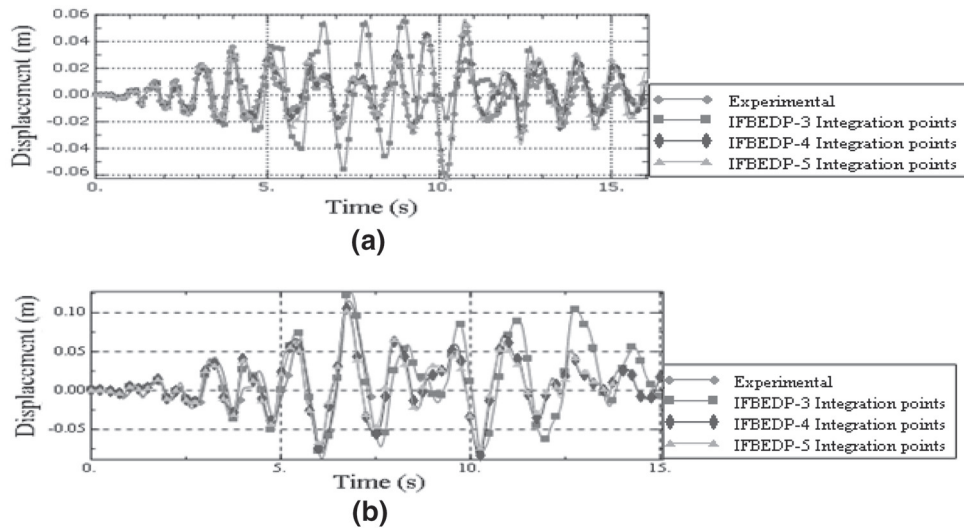 Displacement (m)
0.06
0.04
0.02
0.00
-0.02
-0.04
-0.06
0. 5. 10. 15.
Time (s)
Experimental
IFBEDP-3 Integration points
IFBEDP-4 Integration points
IFBEDP-5 Integration points
(a)
Displacement (m)
0.10
0.05
0.00
-0.05
0. 5. 10. 15.
Time (s)
Experimental
IFBEDP-3 Integration points
IFBEDP-4 Integration points
IFBEDP-5 Integration points
(b)